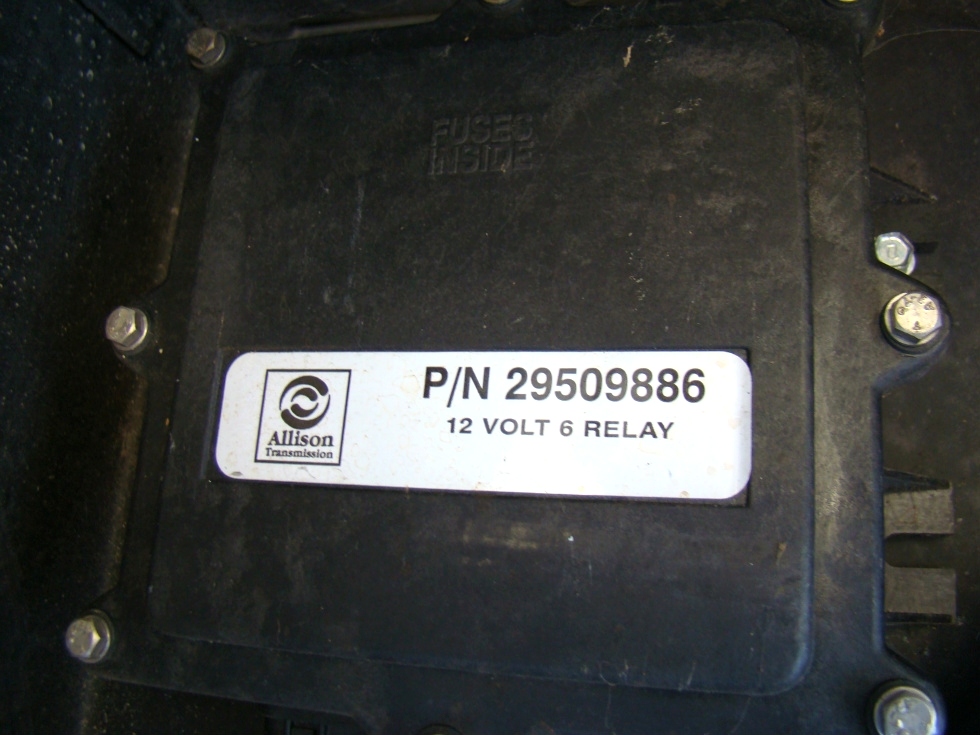 FUSES
INSIDE
P/N 29509886
12 VOLT 6 RELAY
Allison
Transmission